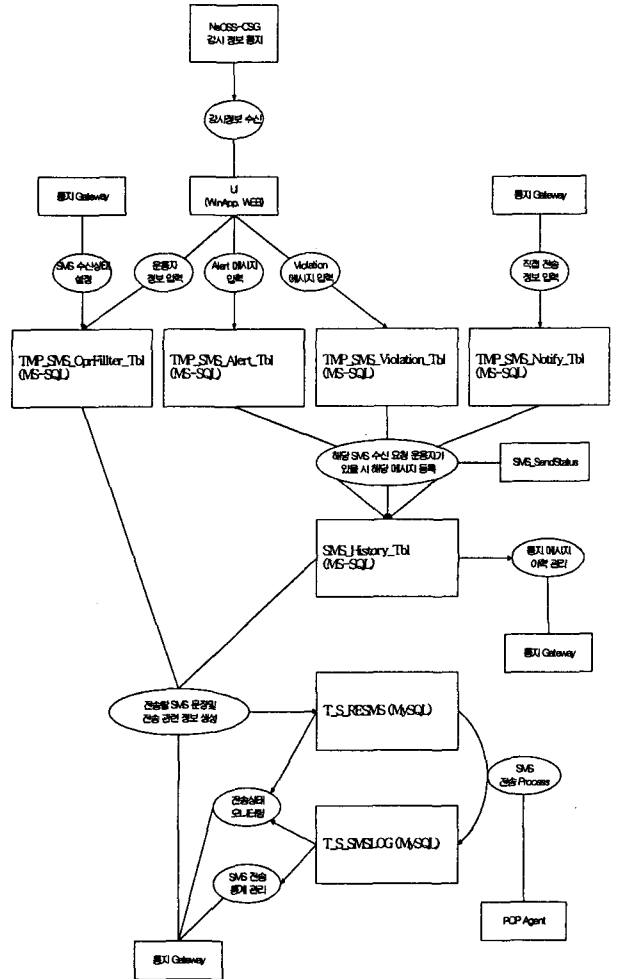 NeOSS-CSG
감시 정보 통지
감시정보 수신
통지 Gateway
UI
(WinApp, WEB)
통지 Gateway
SMS 수신상태
설정
운용자
정보 입력
Alert 메시지
입력
Violation
메시지 입력
직접 전송
정보 입력
TMP_SMS_OprFillter_Tbl
(MS-SQL)
TMP_SMS_Alert_Tbl
(MS-SQL)
TMP_SMS_Violation_Tbl
(MS-SQL)
TMP_SMS_Notify_Tbl
(MS-SQL)
해당 SMS 수신 요청 운용자가
있을 시 해당 메시지 등록
SMS_SendStatus
SMS_History_Tbl
(MS-SQL)
통지 메시지
이력 관리
통지 Gateway
전송할 SMS 문장및
전송 관련 정보 생성
T_S_RESMS (MySQL)
SMS
전송 Process
전송상태
모니터링
T_S_SMSLOG (MySQL)
SMS 전송
통계 관리
POP Agent
통지 Gateway